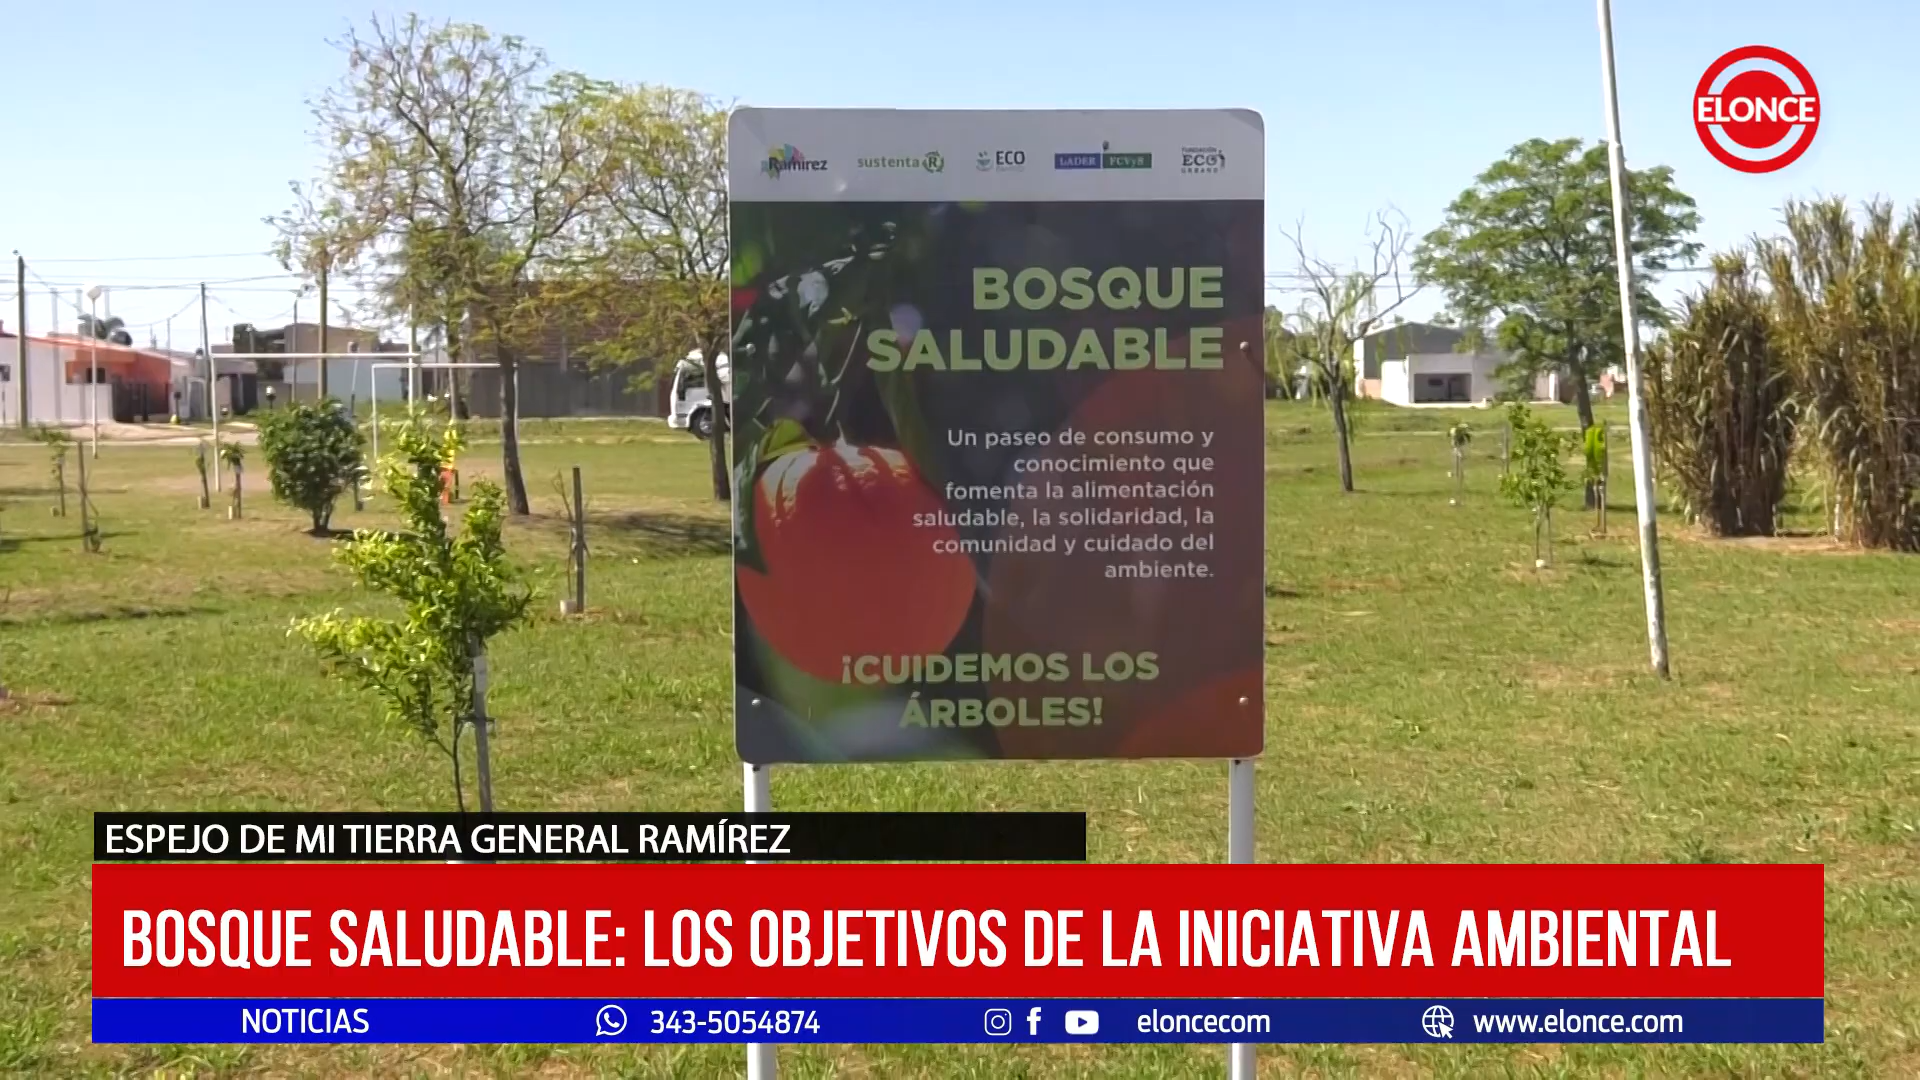 ELONCE
Ramírez
sustenta R
ECO
LADER FCVyS
FUNDACIÓN
ECO
URBANO
BOSQUE
SALUDABLE
Un paseo de consumo y
conocimiento que
fomenta la alimentación
saludable, la solidaridad, la
comunidad y cuidado del
ambiente.
¡CUIDEMOS LOS
ÁRBOLES!
ESPEJO DE MI TIERRA GENERAL RAMÍREZ
BOSQUE SALUDABLE: LOS OBJETIVOS DE LA INICIATIVA AMBIENTAL
NOTICIAS 343-5054874 eloncecom www.elonce.com